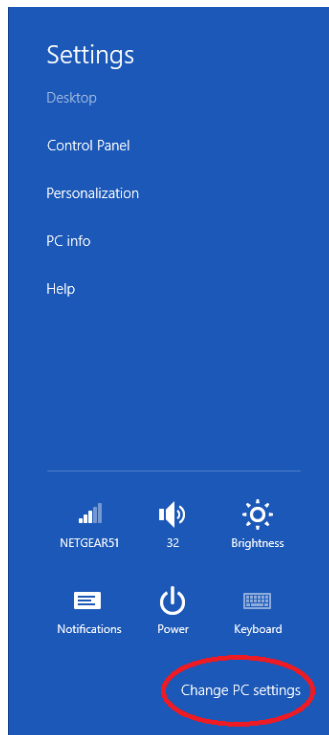 Settings
Desktop
Control Panel
Personalization
PC info
Help
NETGEAR51 32 Brightness
Notifications Power Keyboard
Change PC settings